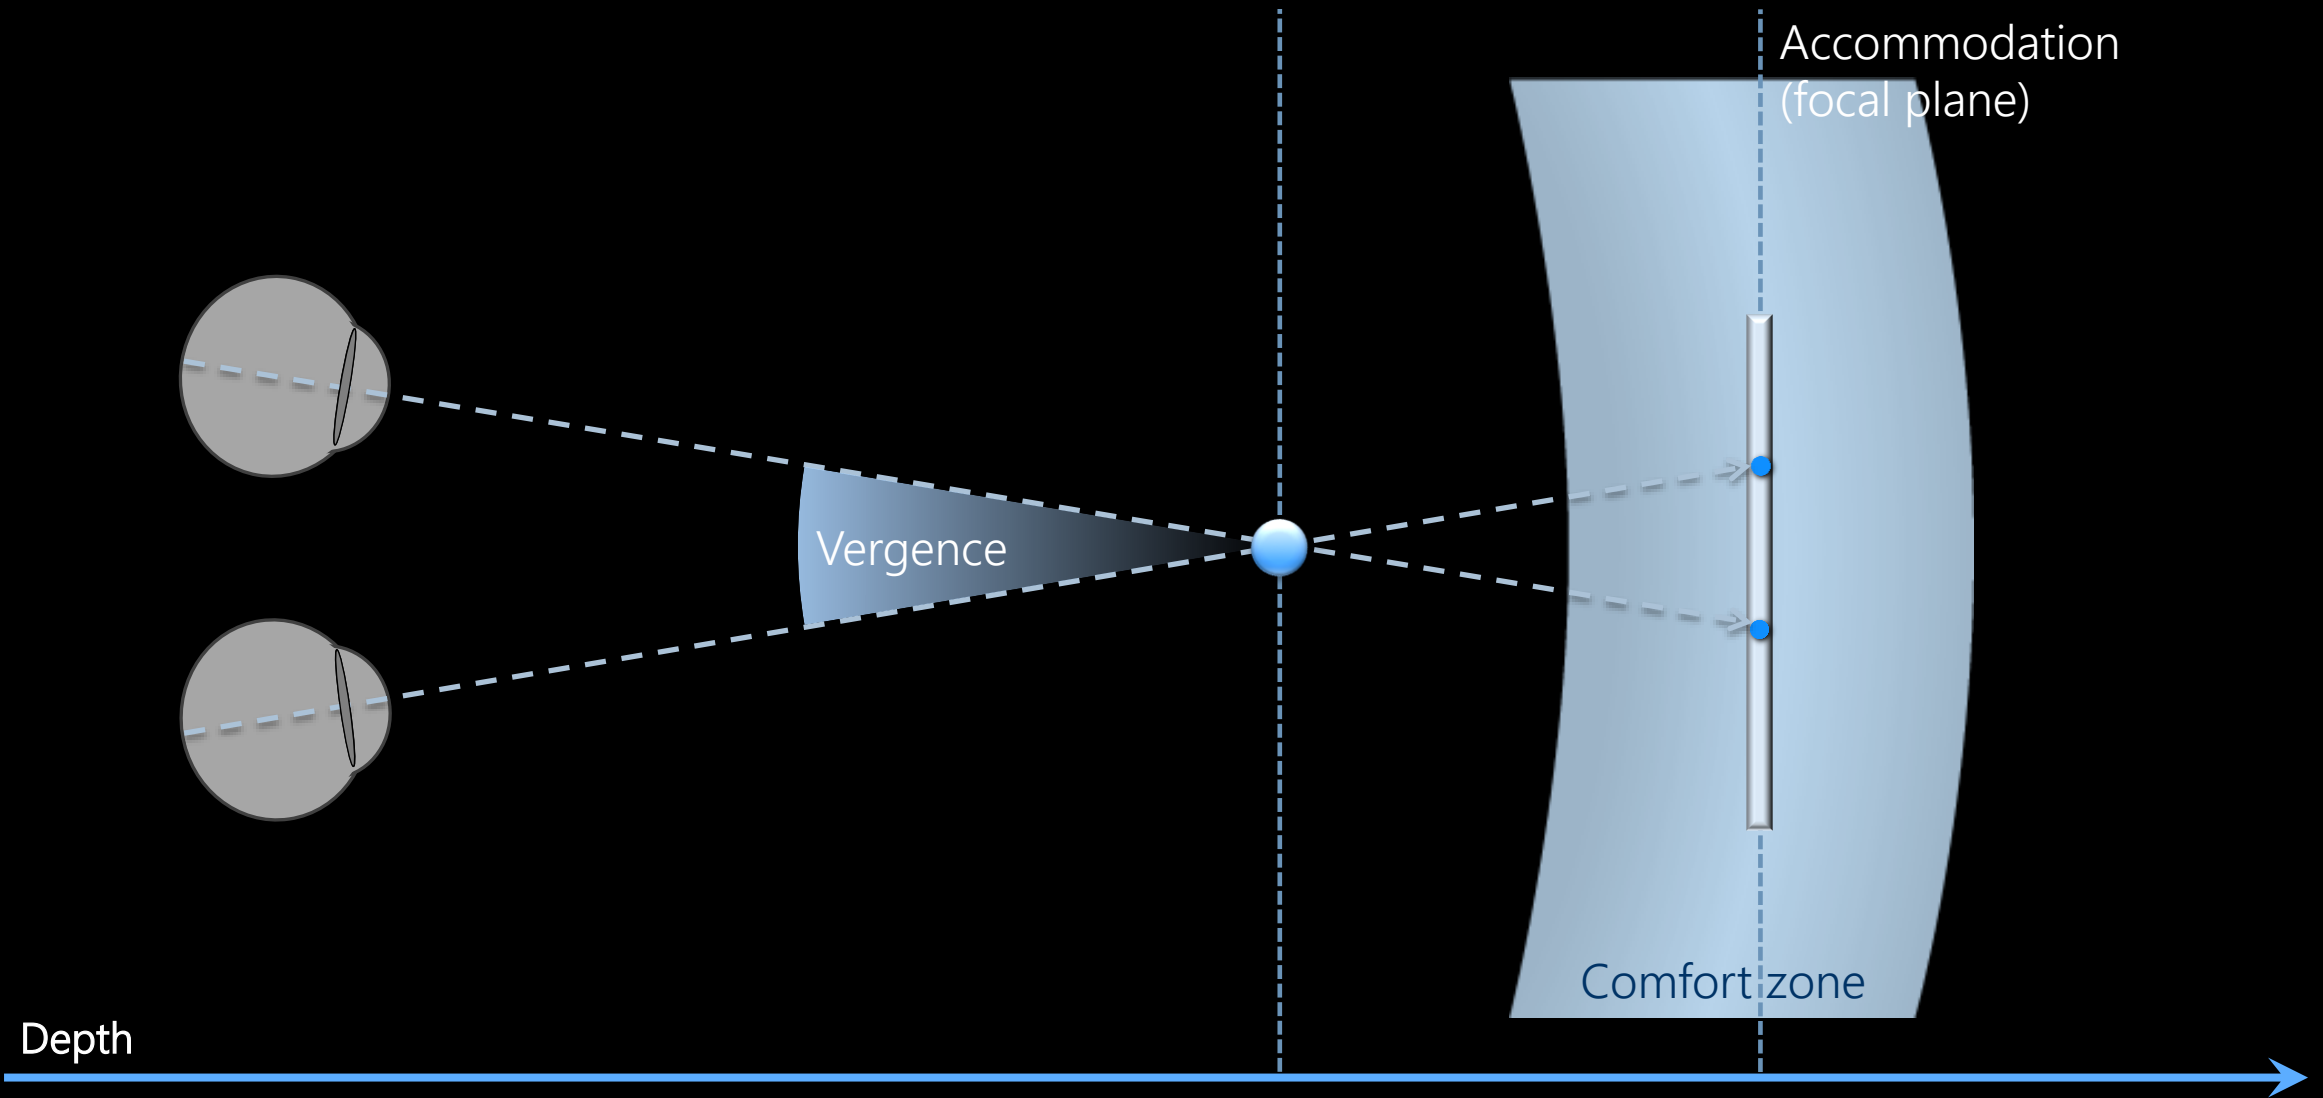 Accommodation
(focal plane)
Vergence
Comfort zone
Depth